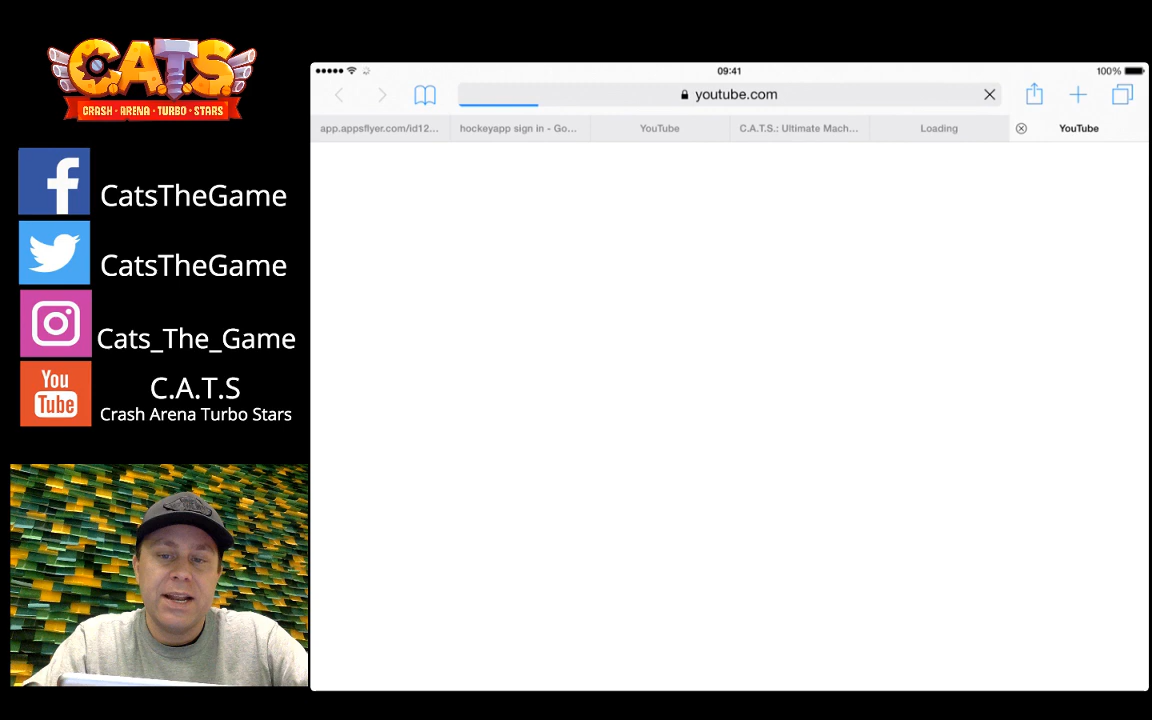 C.A.T.S
CRASH • ARENA • TURBO • STARS
CatsTheGame
CatsTheGame
Cats_The_Game
You
Tube
C.A.T.S
Crash Arena Turbo Stars
09:41
100%
youtube.com
app.appsflyer.com/id12...
hockeyapp sign in - Go...
YouTube
C.A.T.S.: Ultimate Mach...
Loading
YouTube